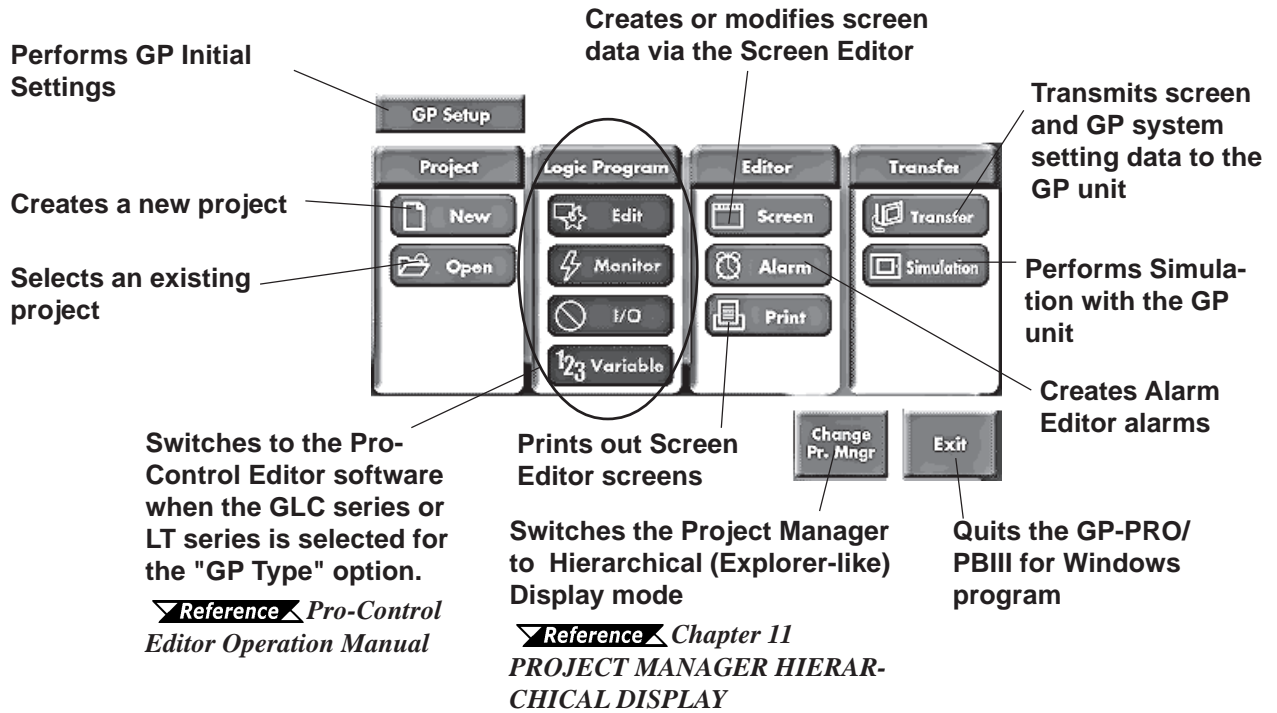 Creates or modifies screen
data via the Screen Editor
Performs GP Initial
Settings
Transmits screen
and GP system
setting data to the
GP unit
GP Setup
Project
Logic Program
Editor
Transfer
Creates a new project
New
Edit
Screen
Transfer
Selects an existing
project
Open
Monitor
Alarm
Simulation
Performs Simula-
tion with the GP
unit
I/O
Print
123 Variable
Creates Alarm
Editor alarms
Change
Pr. Mngr
Exit
Switches to the Pro-
Control Editor software
when the GLC series or
LT series is selected for
the "GP Type" option.
Reference Pro-Control
Editor Operation Manual
Prints out Screen
Editor screens
Switches the Project Manager
to Hierarchical (Explorer-like)
Display mode
Reference Chapter 11
PROJECT MANAGER HIERAR-
CHICAL DISPLAY
Quits the GP-PRO/
PBIII for Windows
program